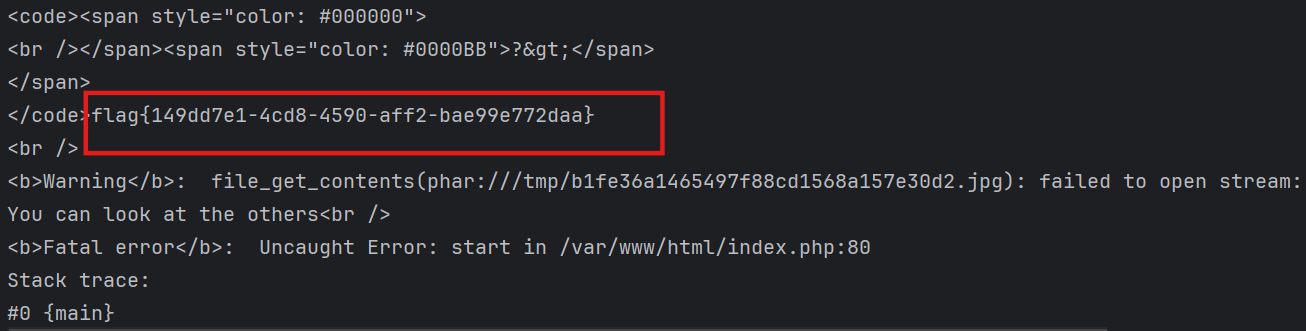 <code><span style="color: #000000">
<br /></span><span style="color: #0000BB">?&gt;</span>
</span>
</code>flag{149dd7e1-4cd8-4590-aff2-bae99e772daa}
<br />
<b>Warning</b>:  file_get_contents(phar:///tmp/b1fe36a1465497f88cd1568a157e30d2.jpg): failed to open stream:
You can look at the others<br />
<b>Fatal error</b>:  Uncaught Error: start in /var/www/html/index.php:80
Stack trace:
#0 {main}